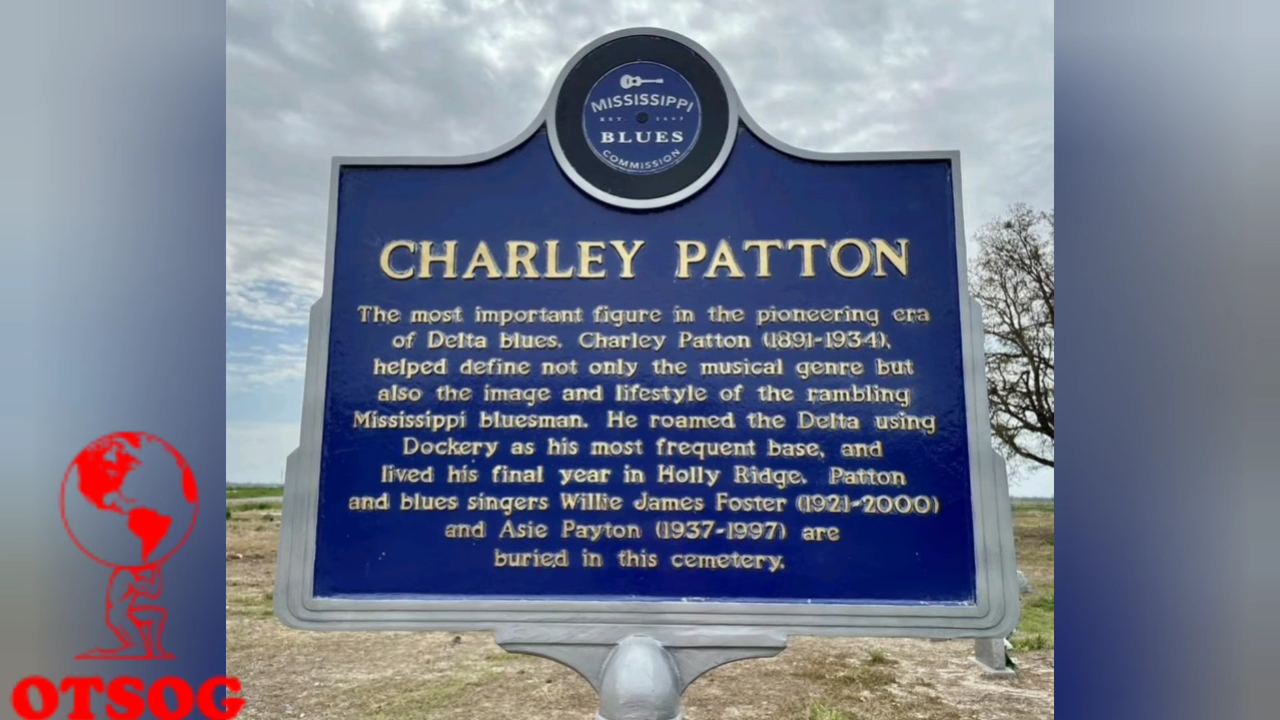 MISSISSIPPI
BLUES
COMMISSION
CHARLEY PATTON
The most important figure in the pioneering era
of Delta blues, Charley Patton (1891-1934),
helped define not only the musical genre but
also the image and lifestyle of the rambling
Mississippi bluesman. He roamed the Delta using
Dockery as his most frequent base, and
lived his final year in Holly Ridge. Patton
and blues singers Willie James Foster (1921-2000)
and Asie Payton (1937-1997) are
buried in this cemetery.
OTSOG